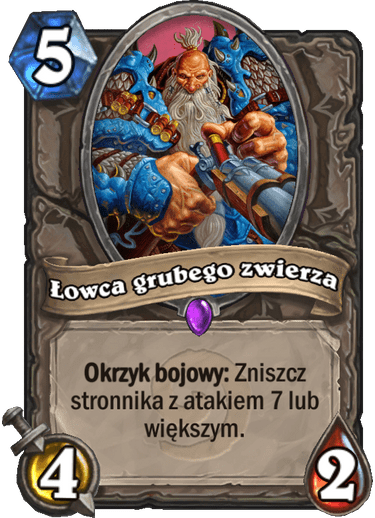 5
Łowca grubego zwierza
Okrzyk bojowy: Zniszcz
stronnika z atakiem 7 lub
większym.
4
2